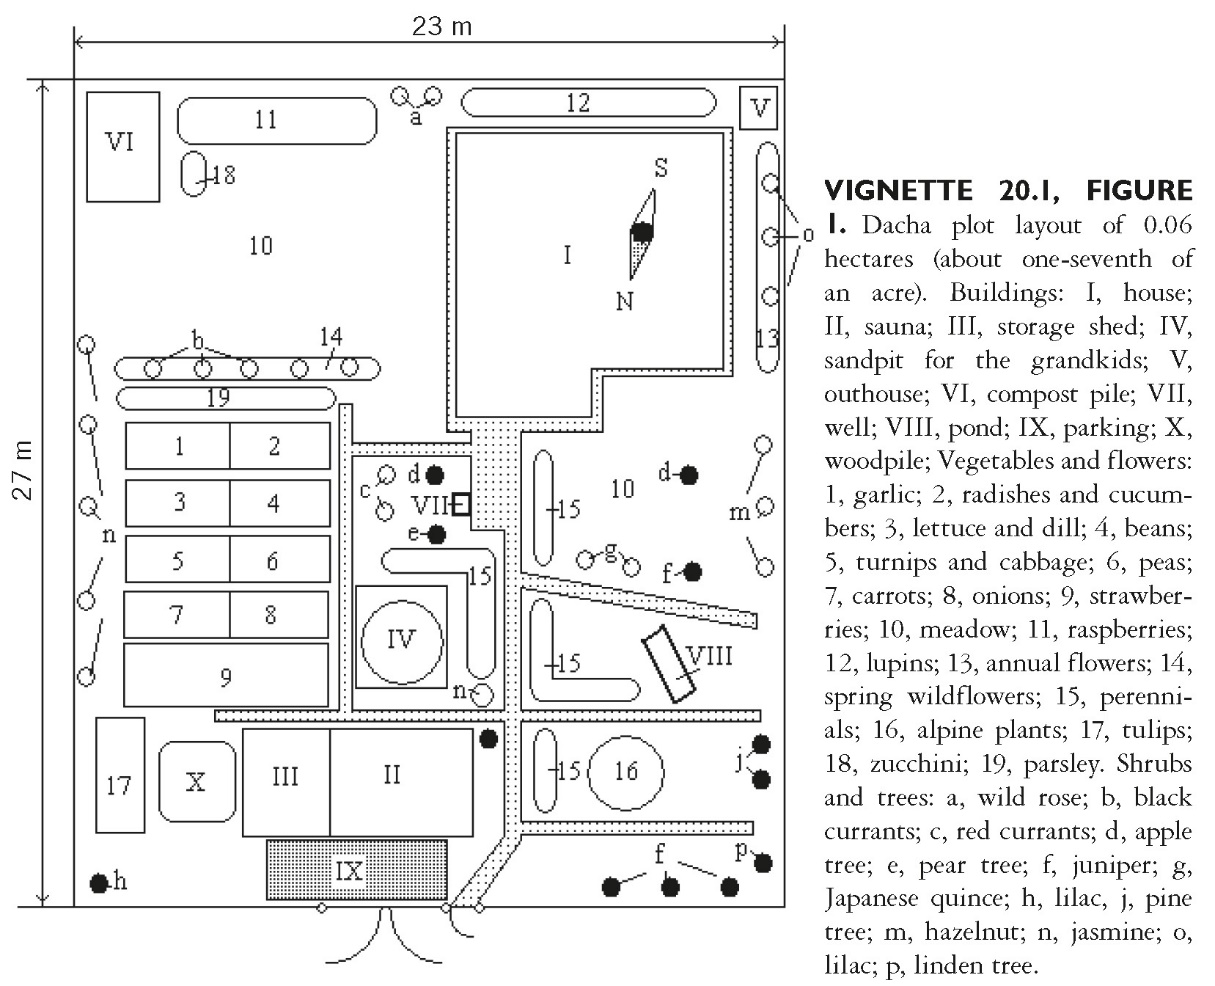 23 m
VI
11
a
12
V
18
S
o
10
I
N
13
b
14
19
27 m
1
2
3
4
5
6
7
8
9
c
d
VII
e
15
d
10
m
15
g
f
n
15
IV
n
15
VIII
17
X
III
II
15
16
j
h
IX
f
p
VIGNETTE 20.1, FIGURE
1. Dacha plot layout of 0.06
hectares (about one-seventh of
an acre). Buildings: I, house;
II, sauna; III, storage shed; IV,
sandpit for the grandkids; V,
outhouse; VI, compost pile; VII,
well; VIII, pond; IX, parking; X,
woodpile; Vegetables and flowers:
1, garlic; 2, radishes and cucum-
bers; 3, lettuce and dill; 4, beans;
5, turnips and cabbage; 6, peas;
7, carrots; 8, onions; 9, strawber-
ries; 10, meadow; 11, raspberries;
12, lupins; 13, annual flowers; 14,
spring wildflowers; 15, perenni-
als; 16, alpine plants; 17, tulips;
18, zucchini; 19, parsley. Shrubs
and trees: a, wild rose; b, black
currants; c, red currants; d, apple
tree; e, pear tree; f, juniper; g,
Japanese quince; h, lilac, j, pine
tree; m, hazelnut; n, jasmine; o,
lilac; p, linden tree.